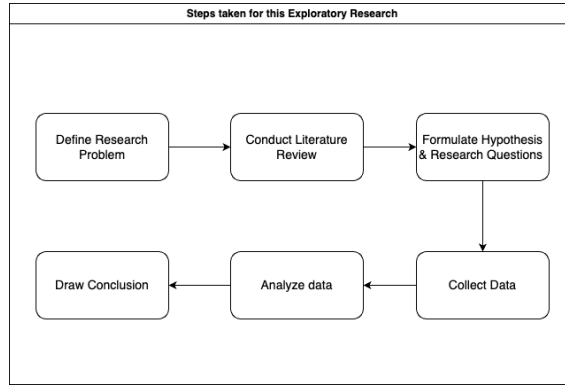 Steps taken for this Exploratory Research
Define Research
Problem
Conduct Literature
Review
Formulate Hypothesis
& Research Questions
Draw Conclusion
Analyze data
Collect Data